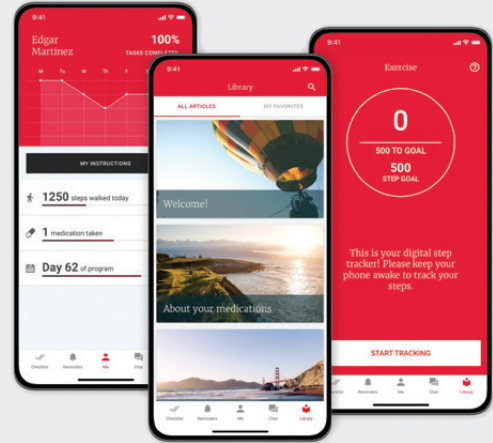 9:41
Edgar
Martinez
100%
TASKS COMPLETED
M Tu W Th F
MY INSTRUCTIONS
1250 steps walked today
1 medication taken
Day 62 of program
Checklist Reminders Me Chat
9:41
Library
ALL ARTICLES MY FAVORITES
Welcome!
About your medications
Checklist Reminders Me Chat Library
9:41
Exercise
0
500 TO GOAL
500
STEP GOAL
This is your digital step
tracker! Please keep your
phone awake to track your
steps.
START TRACKING
Reminders Me Chat Library